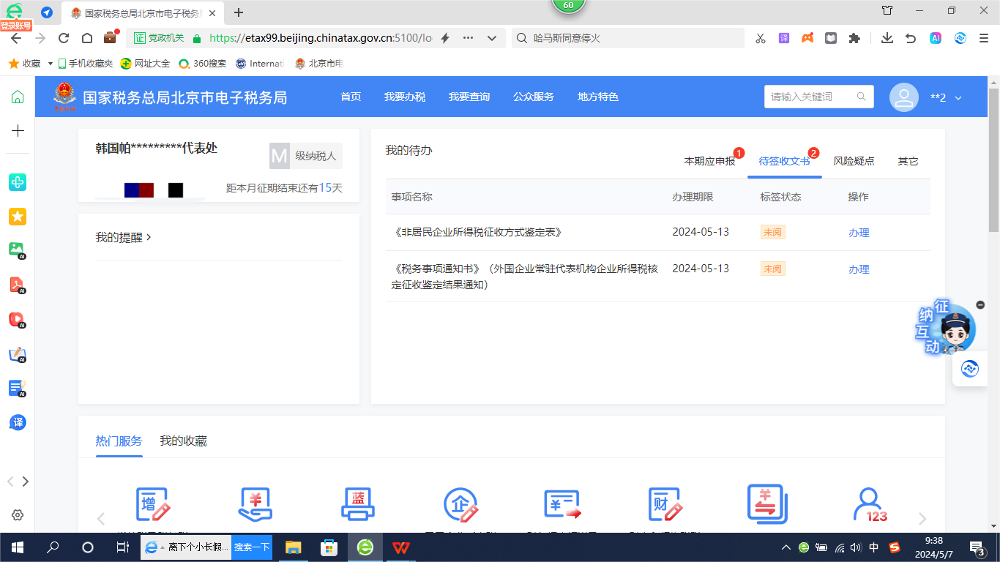 60
国家税务总局北京市电子税务
登录账号
证 党政机关
https://etax99.beijing.chinatax.gov.cn:5100/lo
哈马斯同意停火
译
AI
收藏
手机收藏夹
网址大全
360搜索
Internati
北京市电
国家税务总局北京市电子税务局
首页
我要办税
我要查询
公众服务
地方特色
请输入关键词
**2
韩国帕*********代表处
M 级纳税人
距本月征期结束还有15天
我的提醒
我的待办
本期应申报 1
待签收文书 2
风险疑点
其它
事项名称 办理期限 标签状态 操作
《非居民企业所得税征收方式鉴定表》 2024-05-13 未阅 办理
《税务事项通知书》（外国企业常驻代表机构企业所得税核 2024-05-13 未阅 办理
定征收鉴定结果通知）
征
纳
互
动
AI
AI
AI
AI
AI
译
热门服务 我的收藏
增
蓝
企
财
123
离下个小长假... 搜索一下
中
9:38
2024/5/7
3